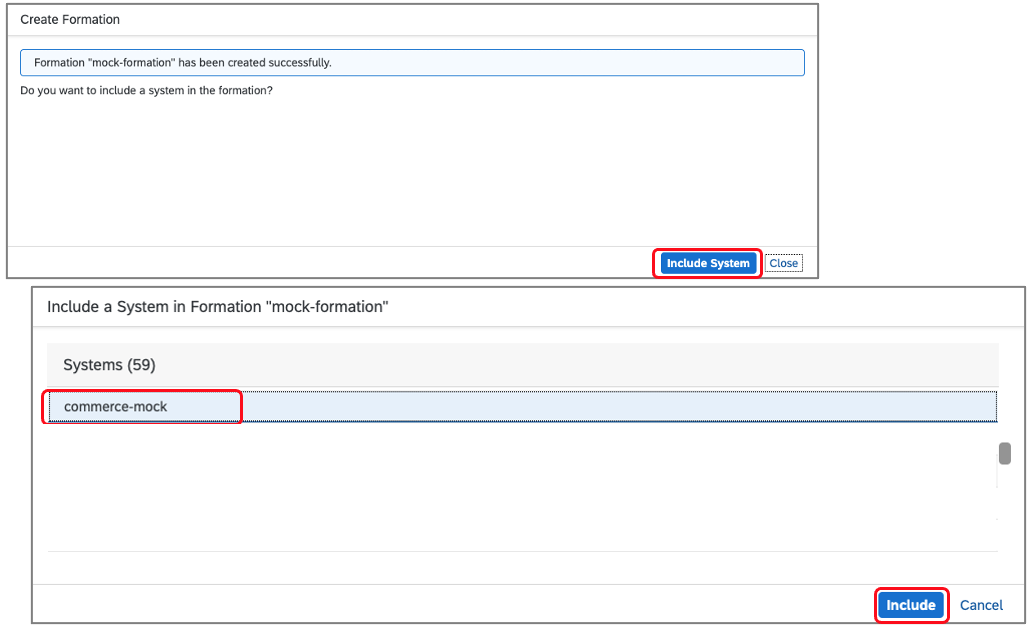 Create Formation
Formation "mock-formation" has been created successfully.
Do you want to include a system in the formation?
Include System Close
Include a System in Formation "mock-formation"
Systems (59)
commerce-mock
Include Cancel